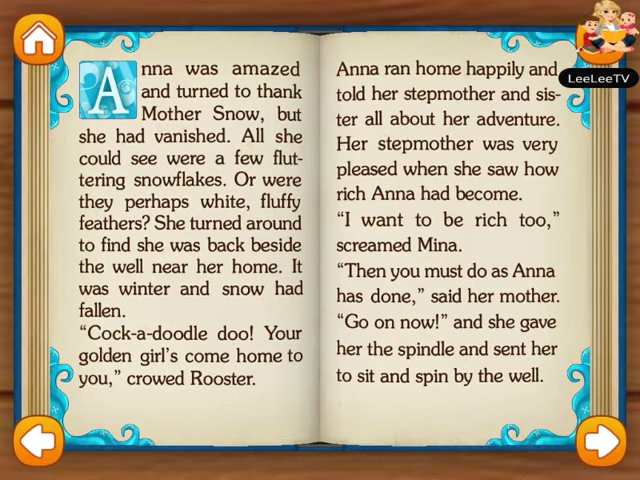 Anna was amazed
and turned to thank
Mother Snow, but
she had vanished. All she
could see were a few flut-
tering snowflakes. Or were
they perhaps white, fluffy
feathers? She turned around
to find she was back beside
the well near her home. It
was winter and snow had
fallen.
“Cock-a-doodle doo! Your
golden girl’s come home to
you,” crowed Rooster.
Anna ran home happily and
told her stepmother and sis-
ter all about her adventure.
Her stepmother was very
pleased when she saw how
rich Anna had become.
“I want to be rich too,”
screamed Mina.
“Then you must do as Anna
has done,” said her mother.
“Go on now!” and she gave
her the spindle and sent her
to sit and spin by the well.
LeeLeeTV